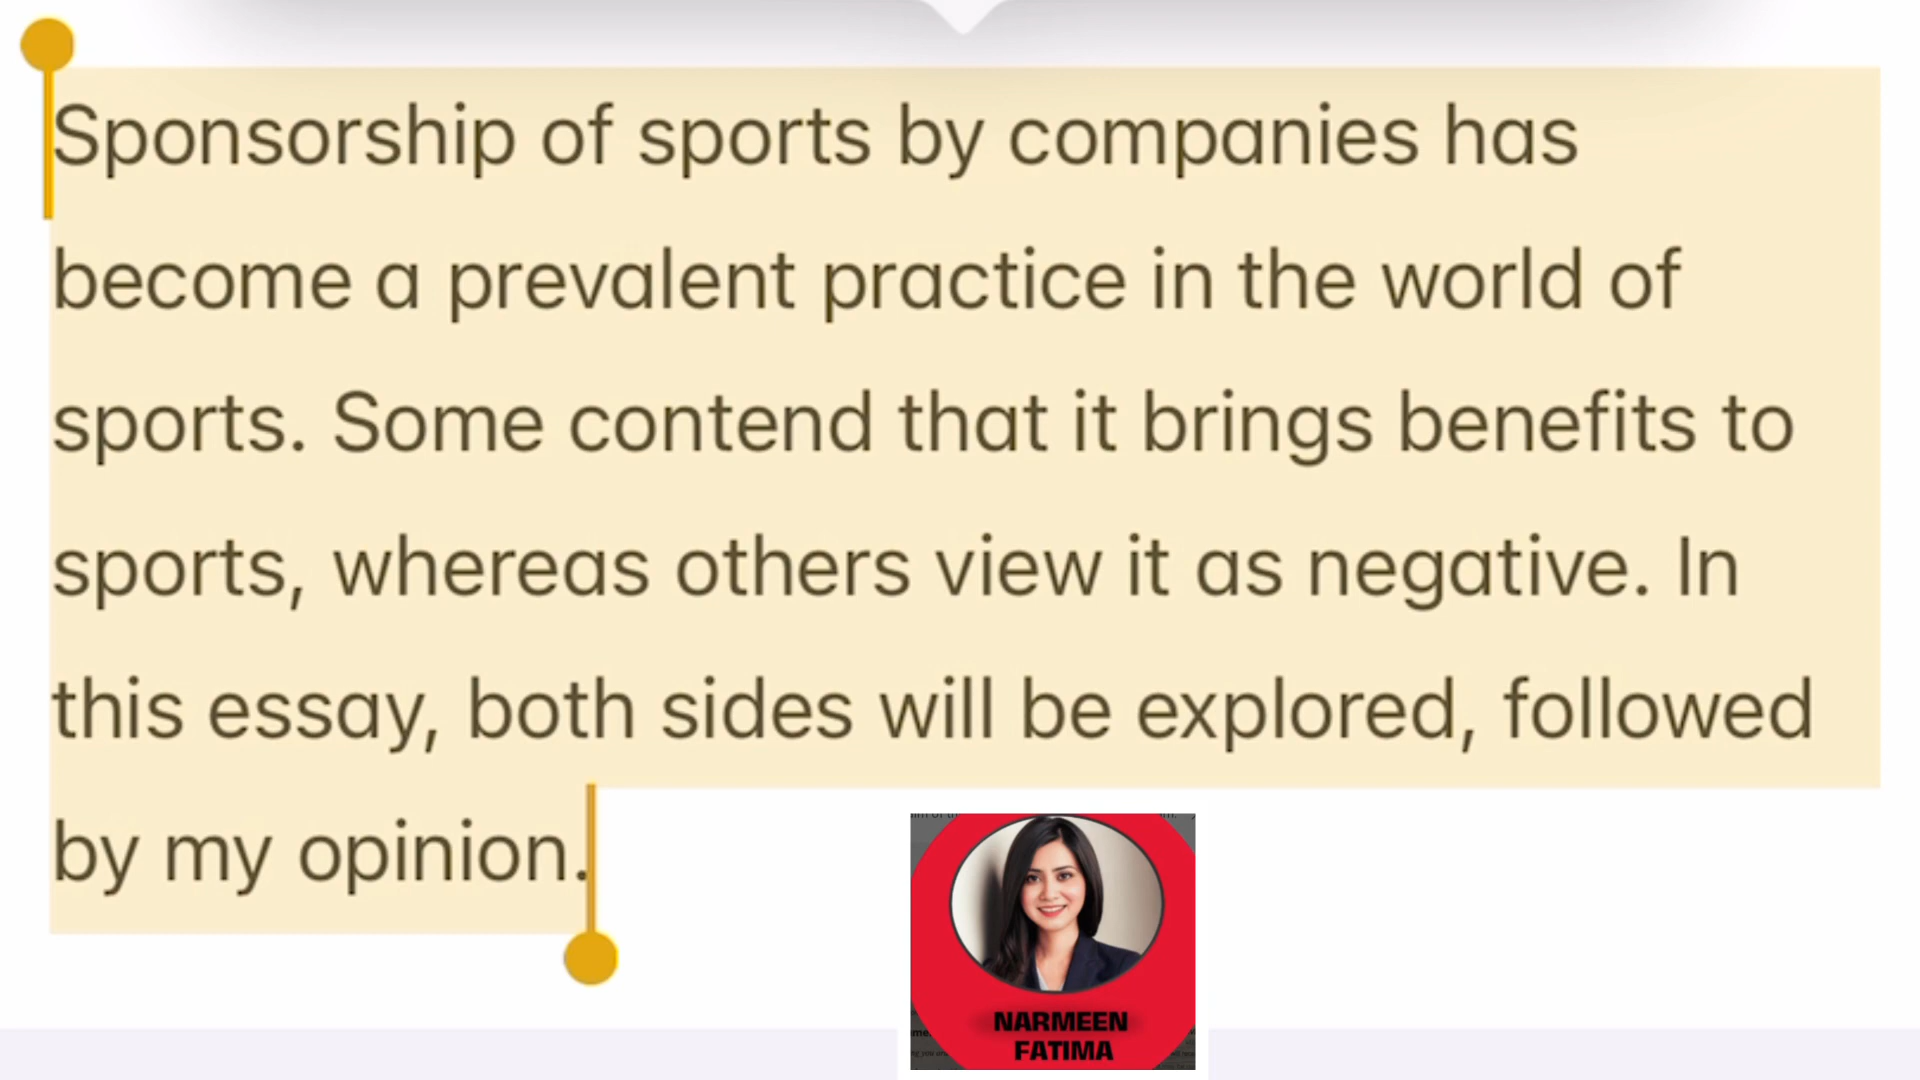 Sponsorship of sports by companies has
become a prevalent practice in the world of
sports. Some contend that it brings benefits to
sports, whereas others view it as negative. In
this essay, both sides will be explored, followed
by my opinion.
NARMEEN
FATIMA